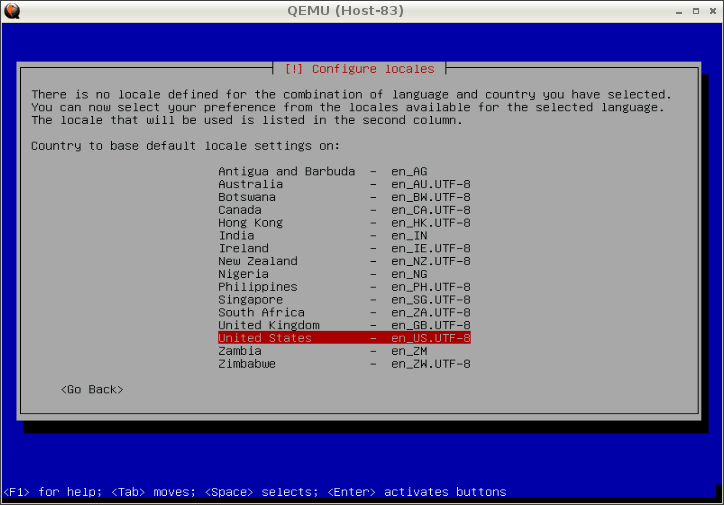 QEMU (Host-83)
[!] Configure locales
There is no locale defined for the combination of language and country you have selected.
You can now select your preference from the locales available for the selected language.
The locale that will be used is listed in the second column.
Country to base default locale settings on:
Antigua and Barbuda - en_AG
Australia - en_AU.UTF-8
Botswana - en_BW.UTF-8
Canada - en_CA.UTF-8
Hong Kong - en_HK.UTF-8
India - en_IN
Ireland - en_IE.UTF-8
New Zealand - en_NZ.UTF-8
Nigeria - en_NG
Philippines - en_PH.UTF-8
Singapore - en_SG.UTF-8
South Africa - en_ZA.UTF-8
United Kingdom - en_GB.UTF-8
United States - en_US.UTF-8
Zambia - en_ZM
Zimbabwe - en_ZW.UTF-8
<Go Back>
<F1> for help; <Tab> moves; <Space> selects; <Enter> activates buttons